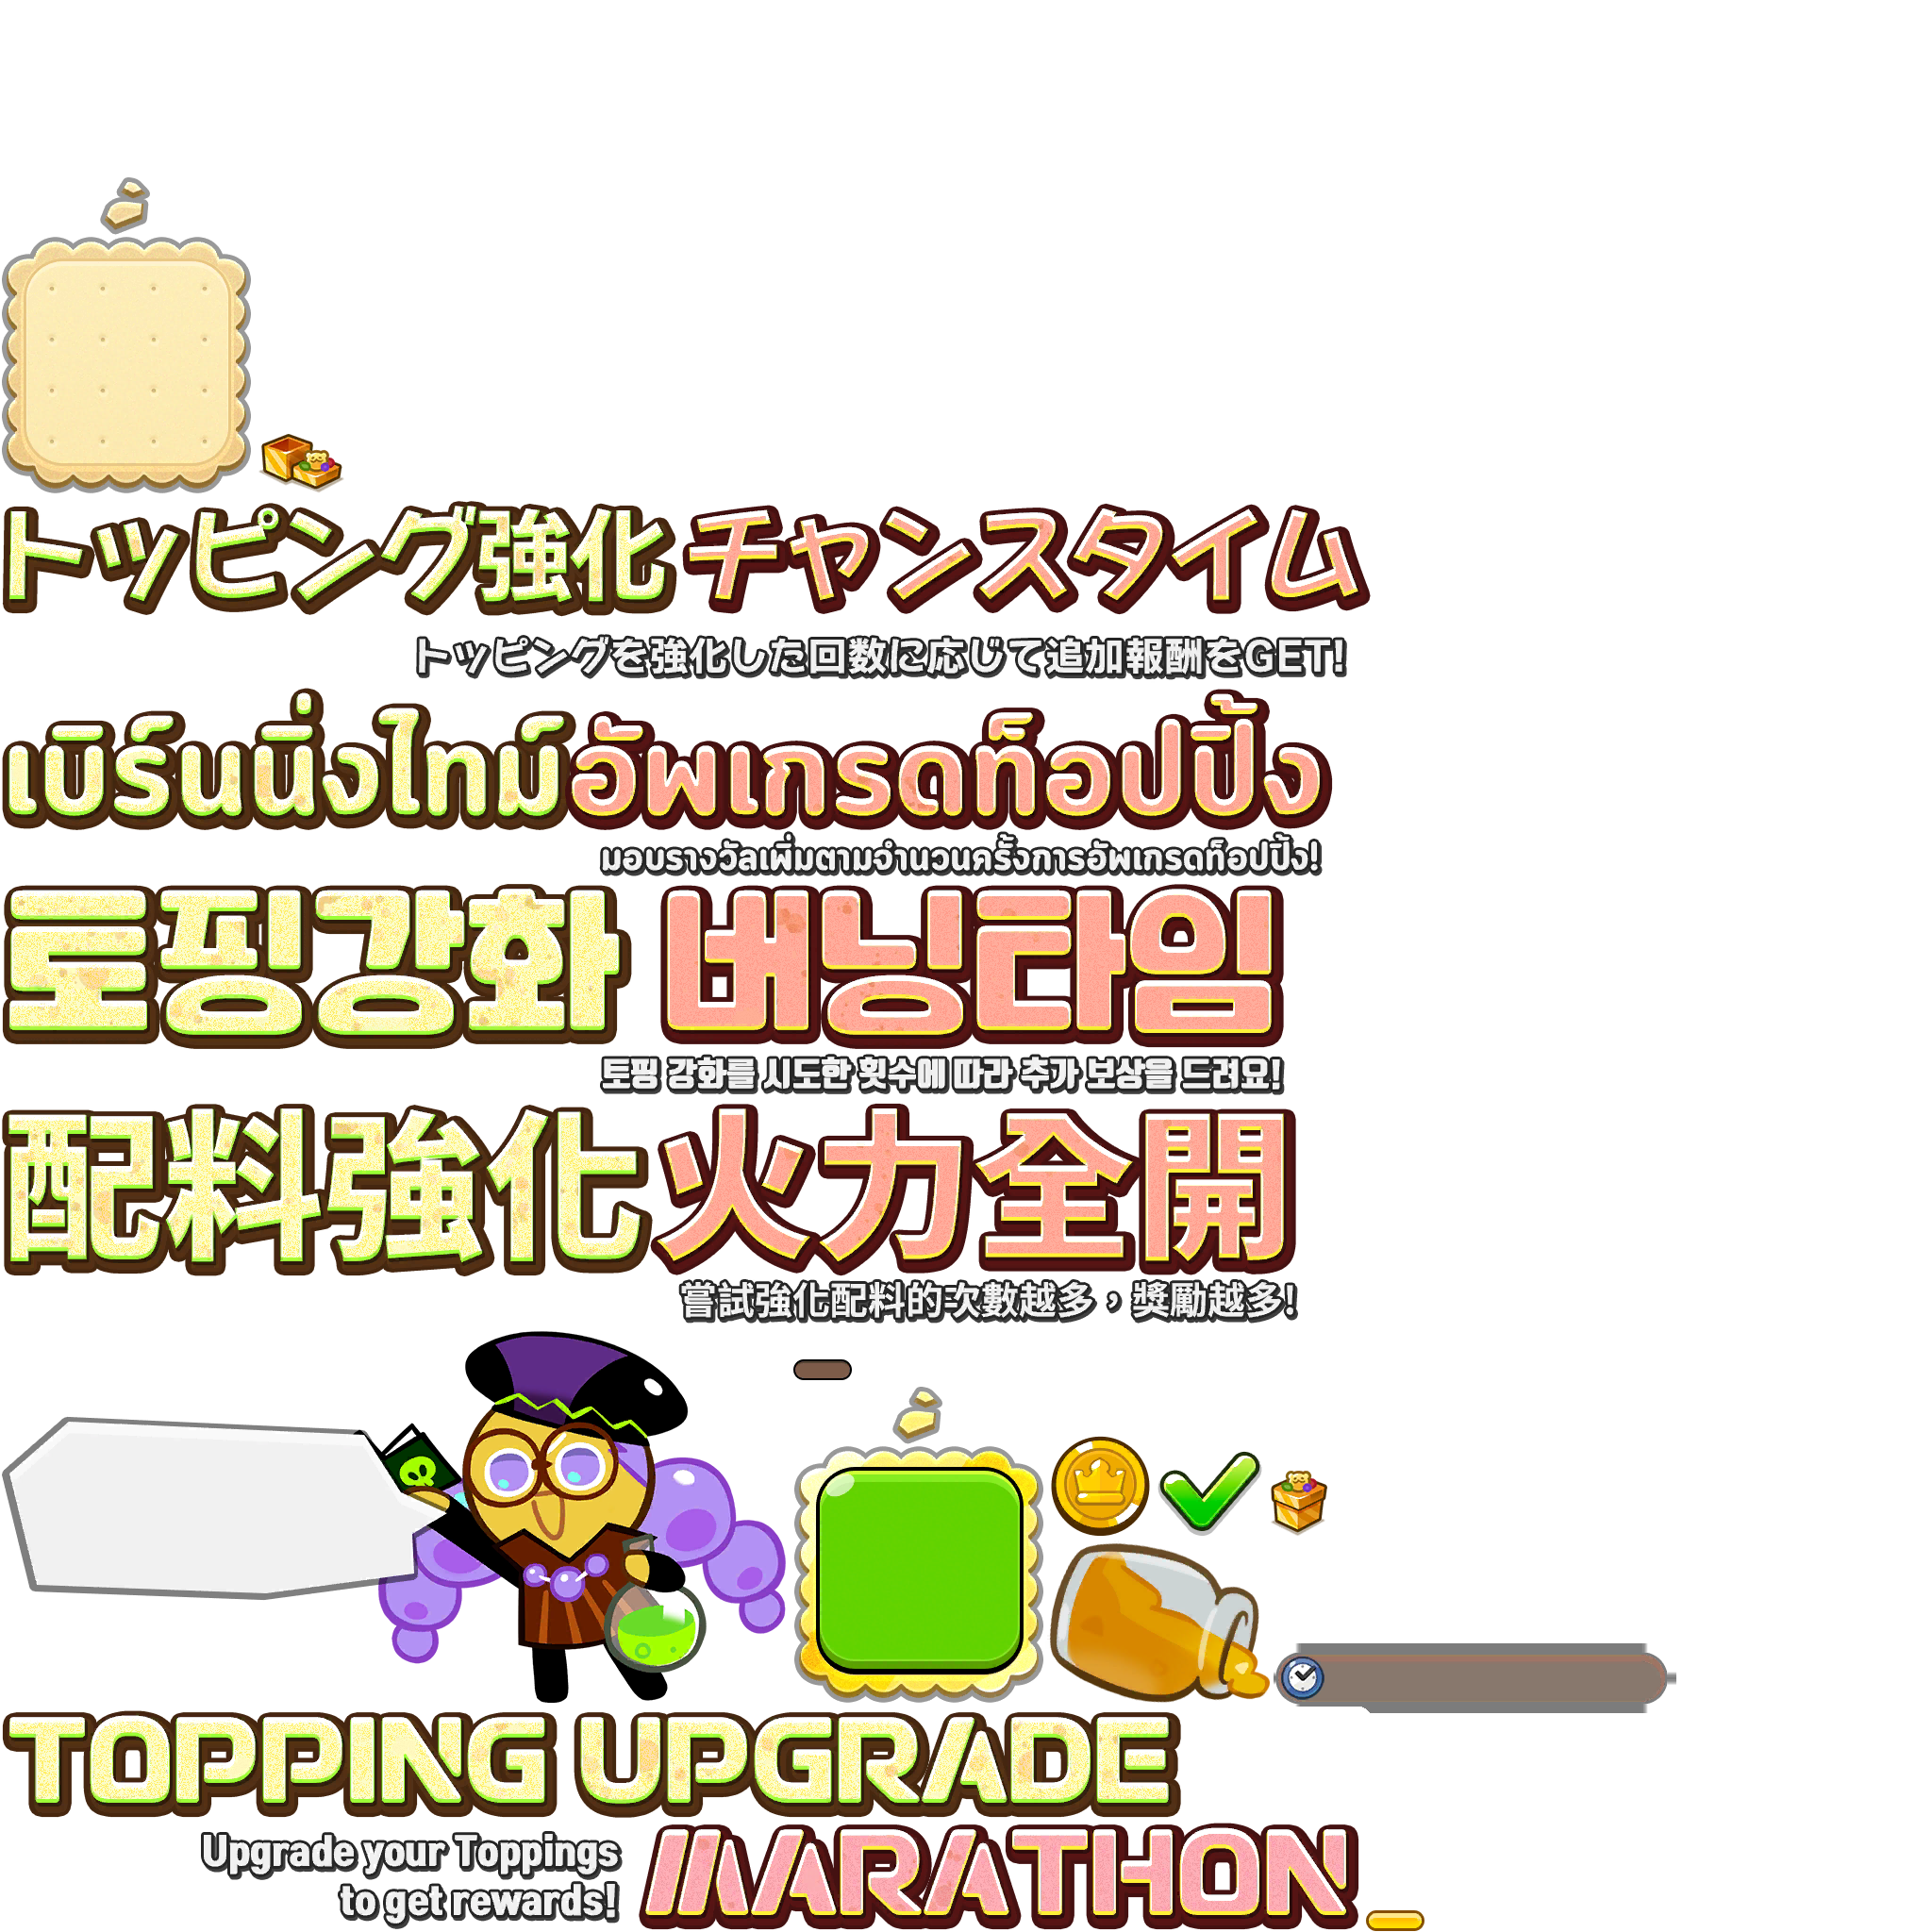 トッピング強化 チャンスタイム
トッピングを強化した回数に応じて追加報酬をGET!
เบิร์นนิ่งไทม์อัพเกรดท็อปปิ้ง
มอบรางวัลเพิ่มตามจำนวนครั้งการอัพเกรดท็อปปิ้ง!
토핑강화 버닝타임
토핑 강화를 시도한 횟수에 따라 추가 보상을 드려요!
配料強化火力全開
嘗試強化配料的次數越多，獎勵越多!
TOPPING UPGRADE
Upgrade your Toppings
to get rewards!
MARATHON